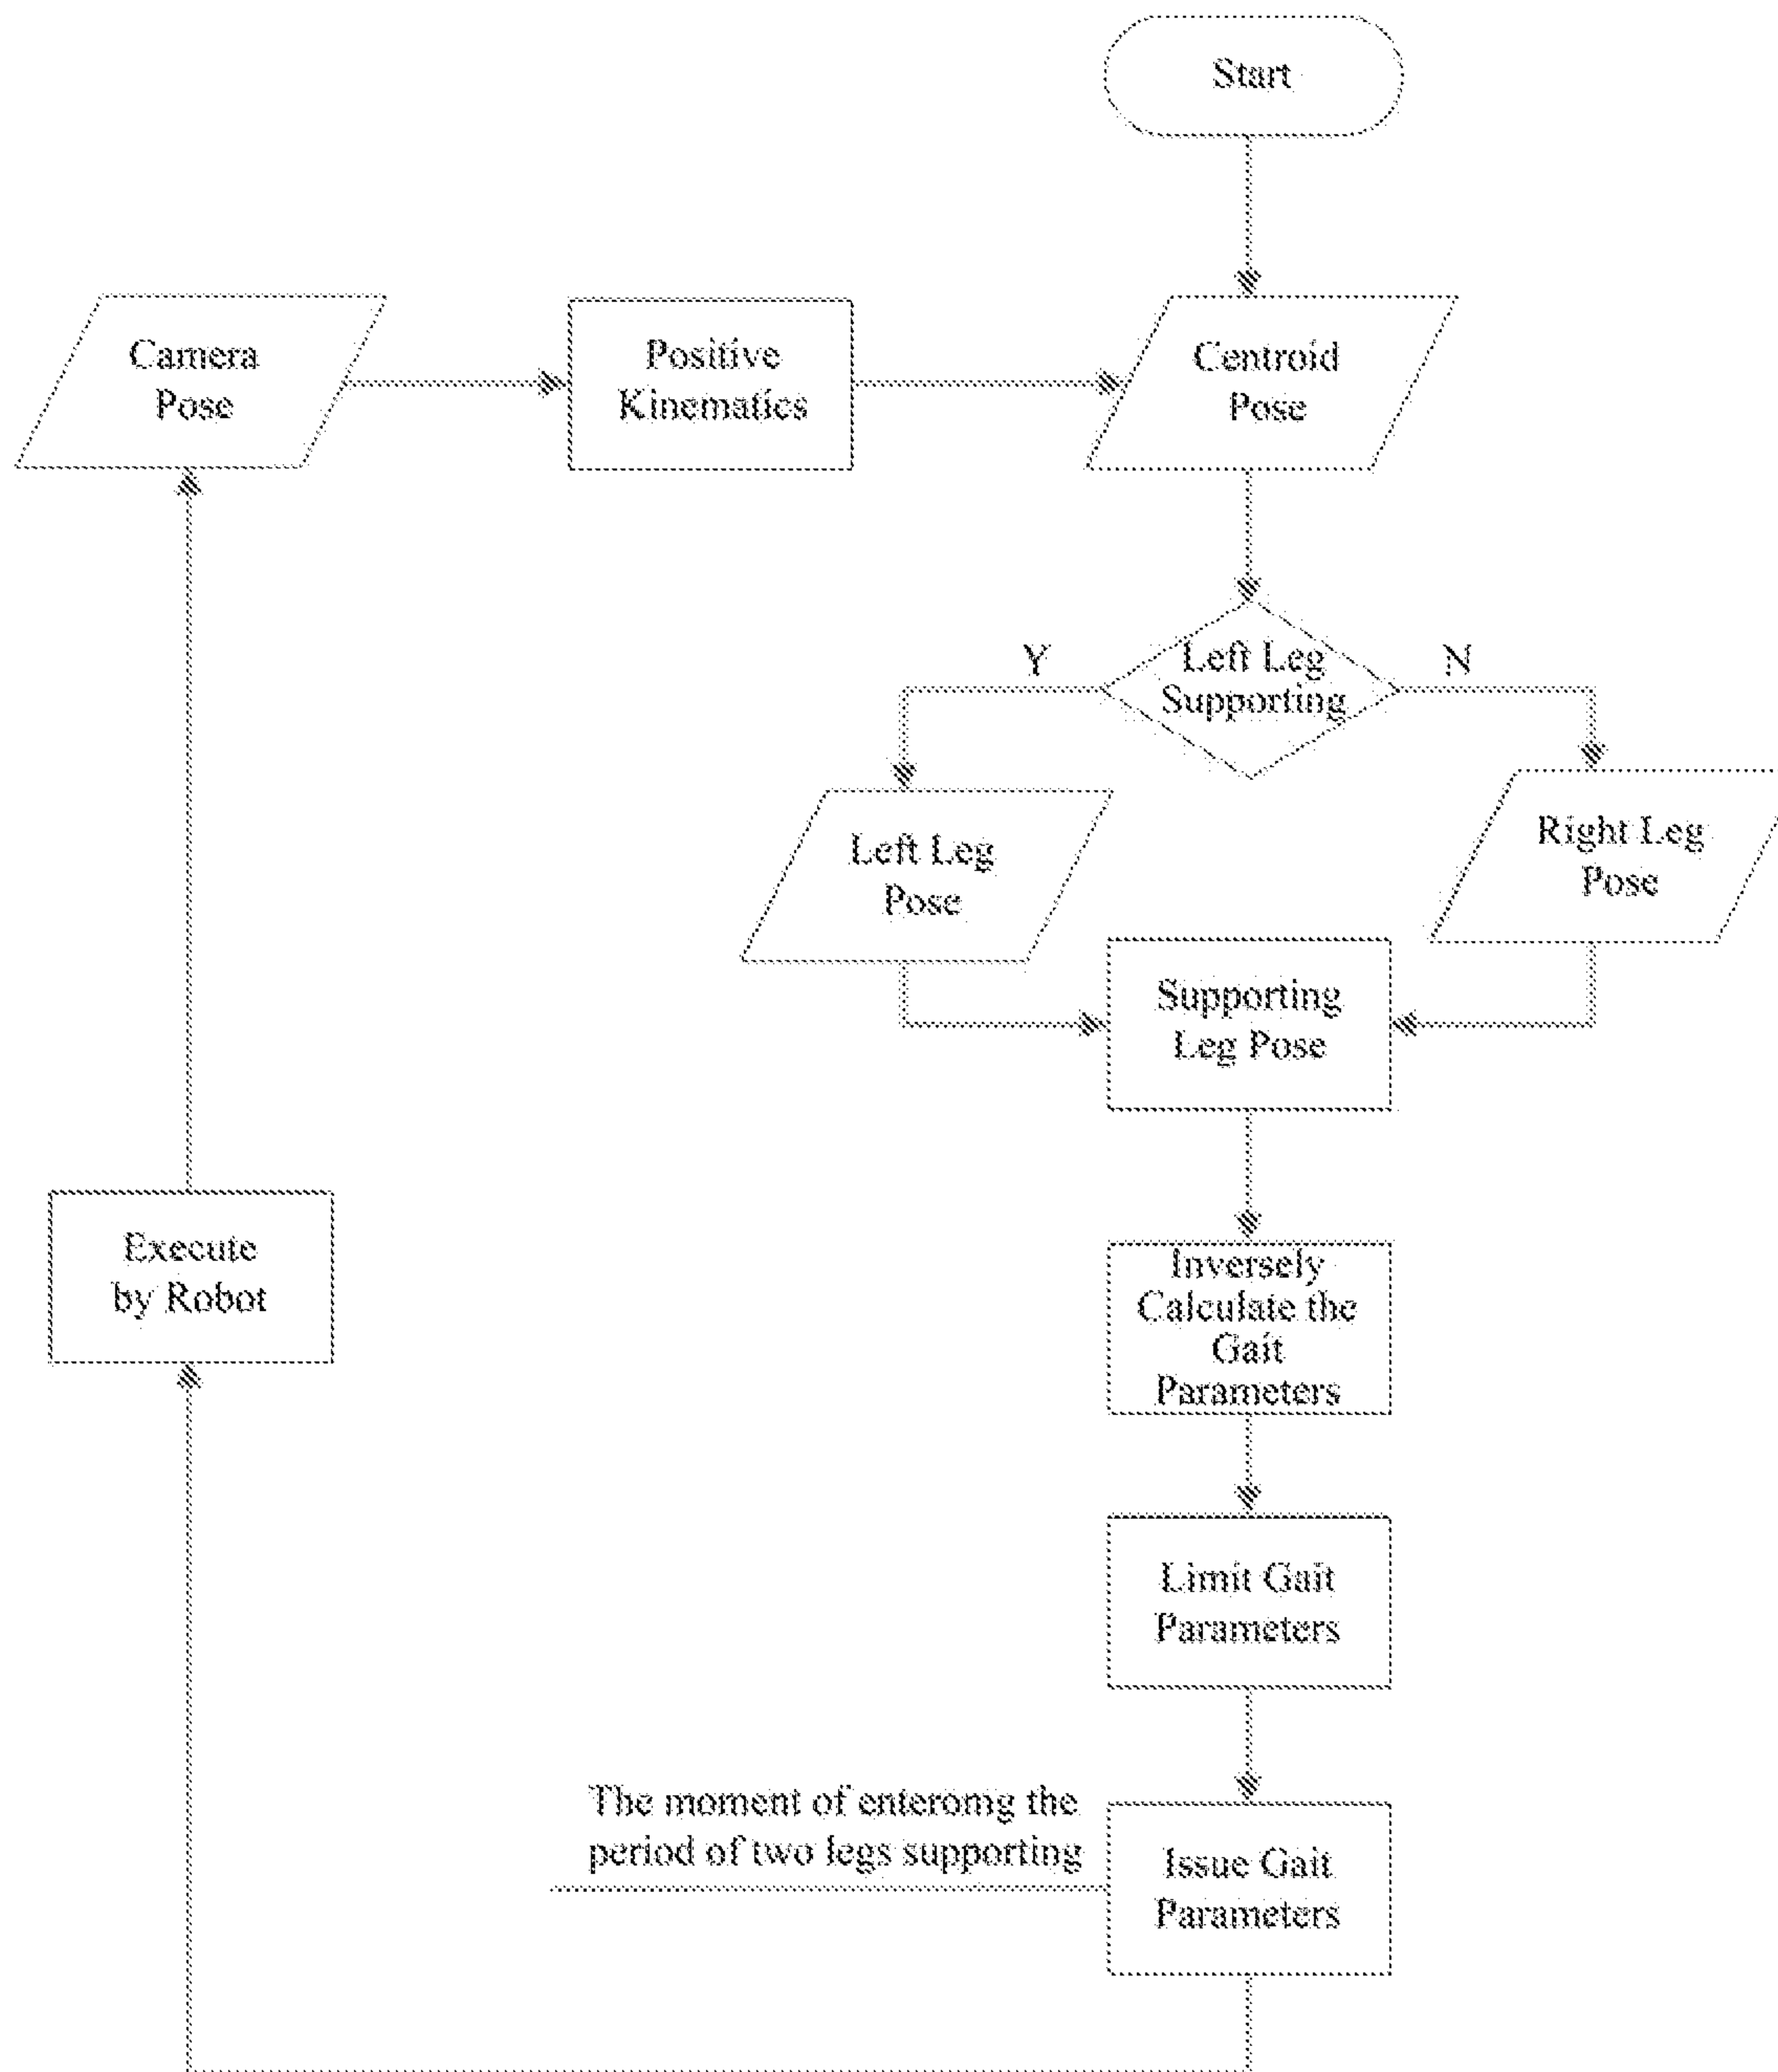 Start
Camera
Pose
Positive
Kinematics
Centroid
Pose
Y
Left Leg
Supporting
N
Left Leg
Pose
Right Leg
Pose
Supporting
Leg Pose
Execute
by Robot
Inversely
Calculate the
Gait
Parameters
Limit Gait
Parameters
The moment of enteromg the
period of two legs supporting
Issue Gait
Parameters